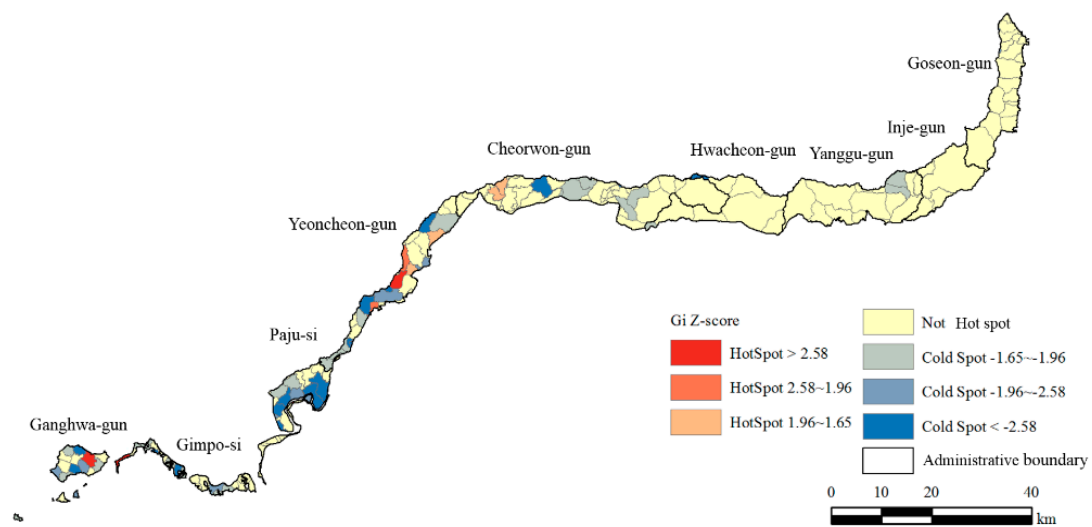 Goseon-gun
Inje-gun
Hwacheon-gun
Yanggu-gun
Cheorwon-gun
Yeoncheon-gun
Paju-si
Ganghwa-gun
Gimpo-si
Gi Z-score
HotSpot > 2.58
HotSpot 2.58~1.96
HotSpot 1.96~1.65
Not Hot spot
Cold Spot -1.65~-1.96
Cold Spot -1.96~-2.58
Cold Spot < -2.58
Administrative boundary
0 10 20 40
km